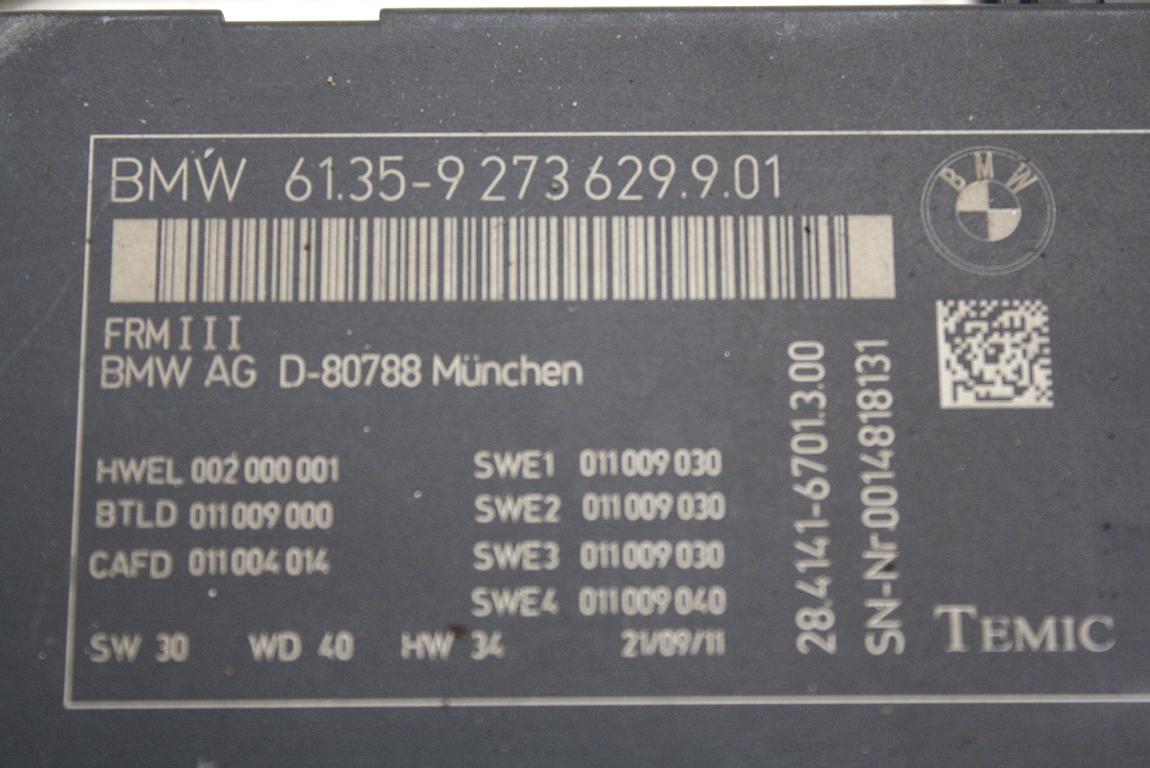 BMW 61.35-9 273 629.9.01
BMW
FRM III
BMW AG D-80788 München
HWEL 002 000 001
BTLD 011 009 000
CAFD 011 004 014
SWE1 011 009 030
SWE2 011 009 030
SWE3 011 009 030
SWE4 011 009 040
SW 30 WD 40 HW 34 21/09/11
28.4141-6701.3.00
SN-Nr.0014818131
TEMIC